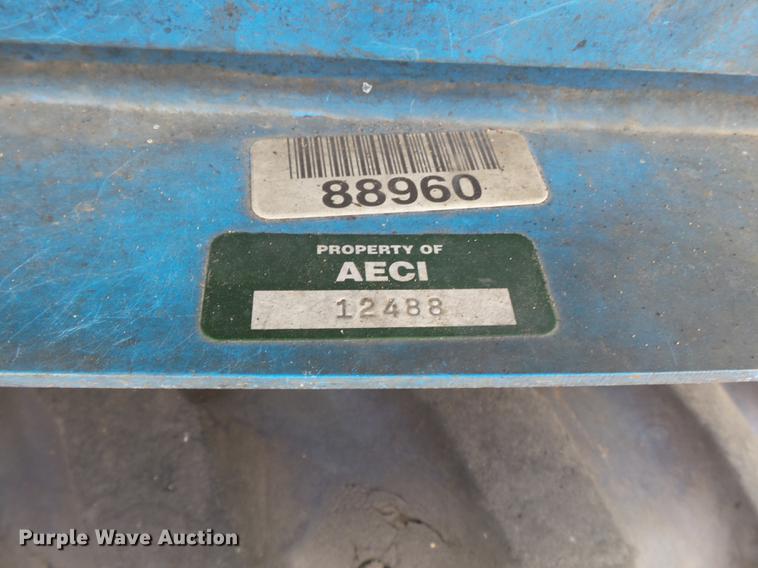 88960
PROPERTY OF
AECI
12488
Purple Wave Auction